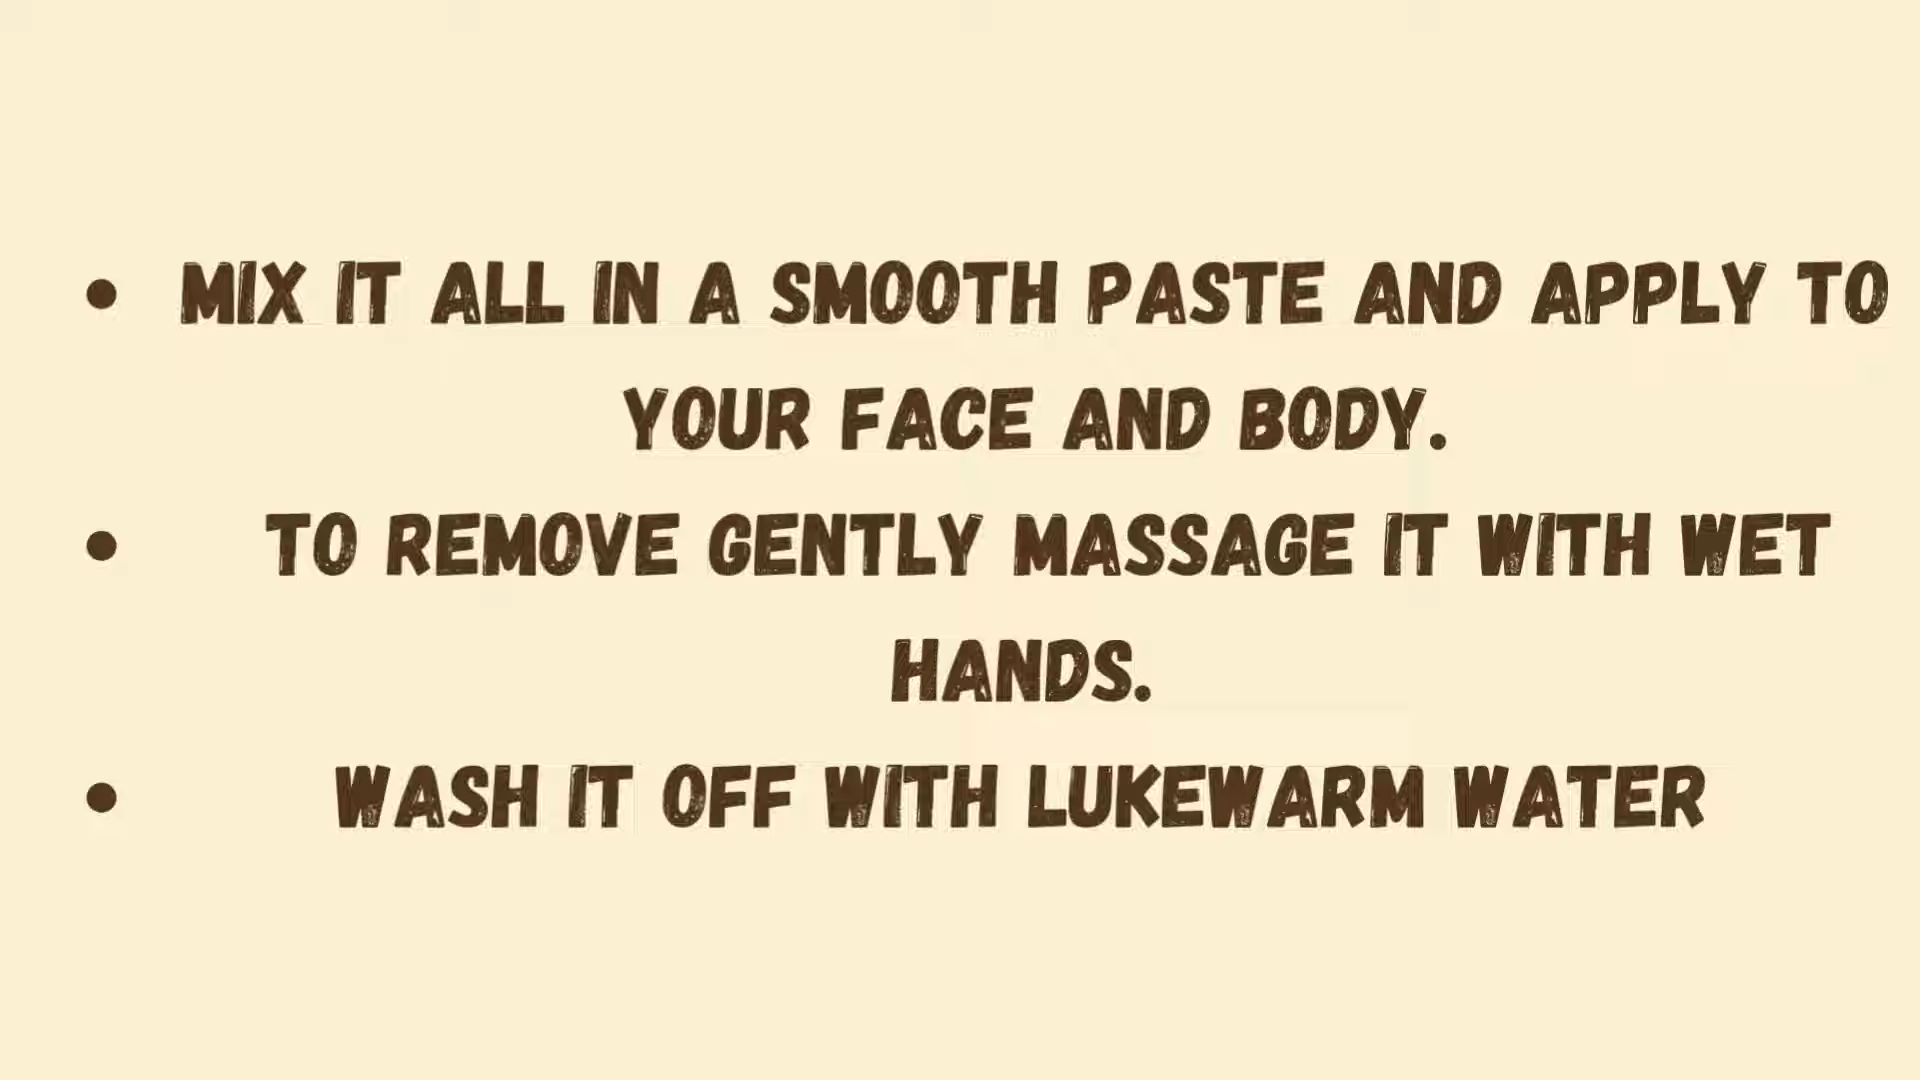 • MIX IT ALL IN A SMOOTH PASTE AND APPLY TO
YOUR FACE AND BODY.
• TO REMOVE GENTLY MASSAGE IT WITH WET
HANDS.
• WASH IT OFF WITH LUKEWARM WATER